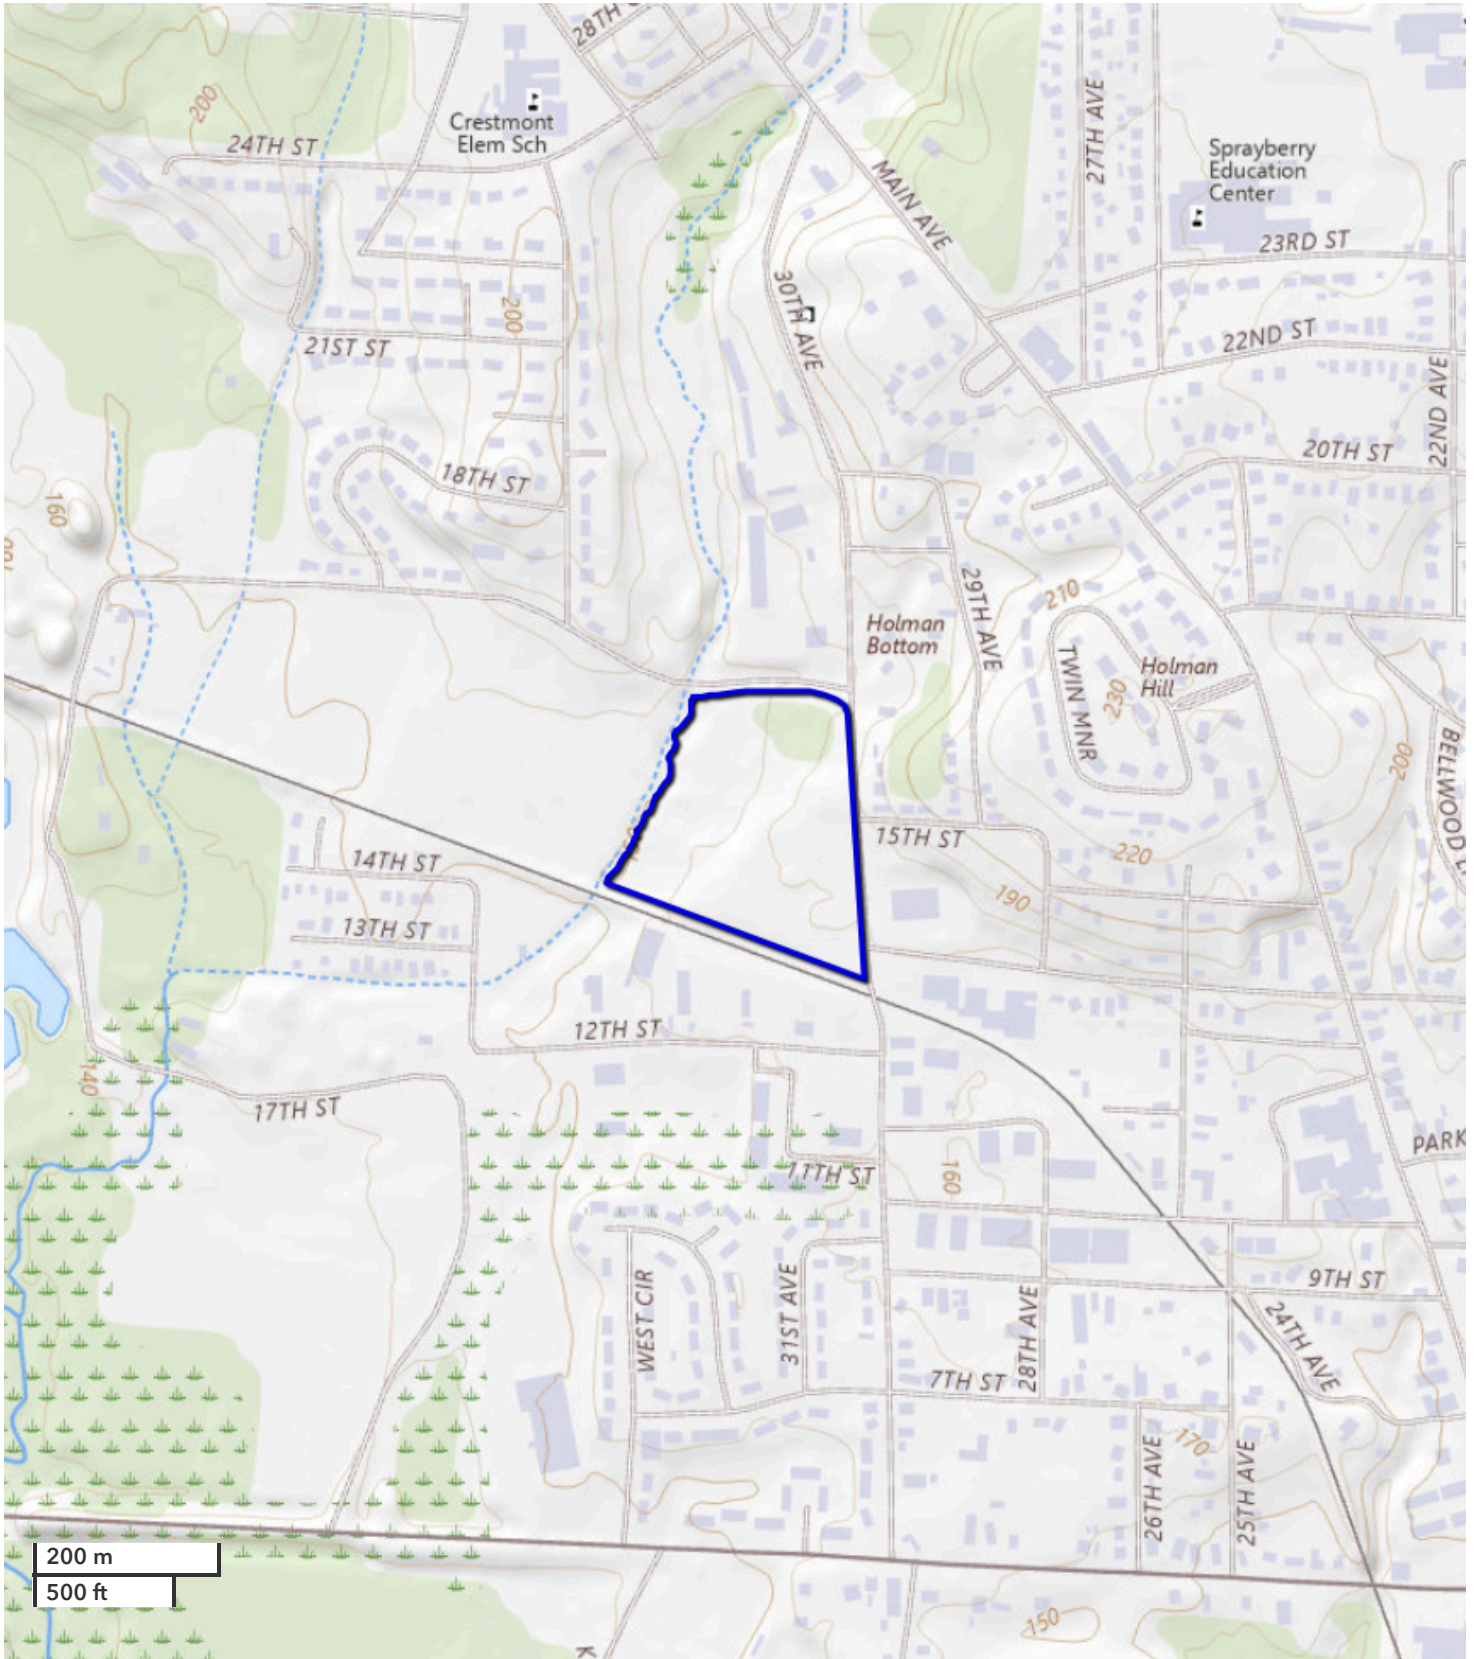 28TH
200
24TH ST
Crestmont
Elem Sch
27TH AVE
Sprayberry
Education
Center
MAIN AVE
23RD ST
30TH AVE
200
21ST ST
22ND ST
22ND AVE
20TH ST
18TH ST
160
29TH AVE
210
Holman
Bottom
TWIN MNR
Holman
Hill
230
200
BELLWOOD
15TH ST
14TH ST
220
190
13TH ST
12TH ST
140
17TH ST
PARK
11TH ST
160
WEST CIR
31ST AVE
28TH AVE
9TH ST
24TH AVE
7TH ST
170
26TH AVE
25TH AVE
200 m
500 ft
150
K